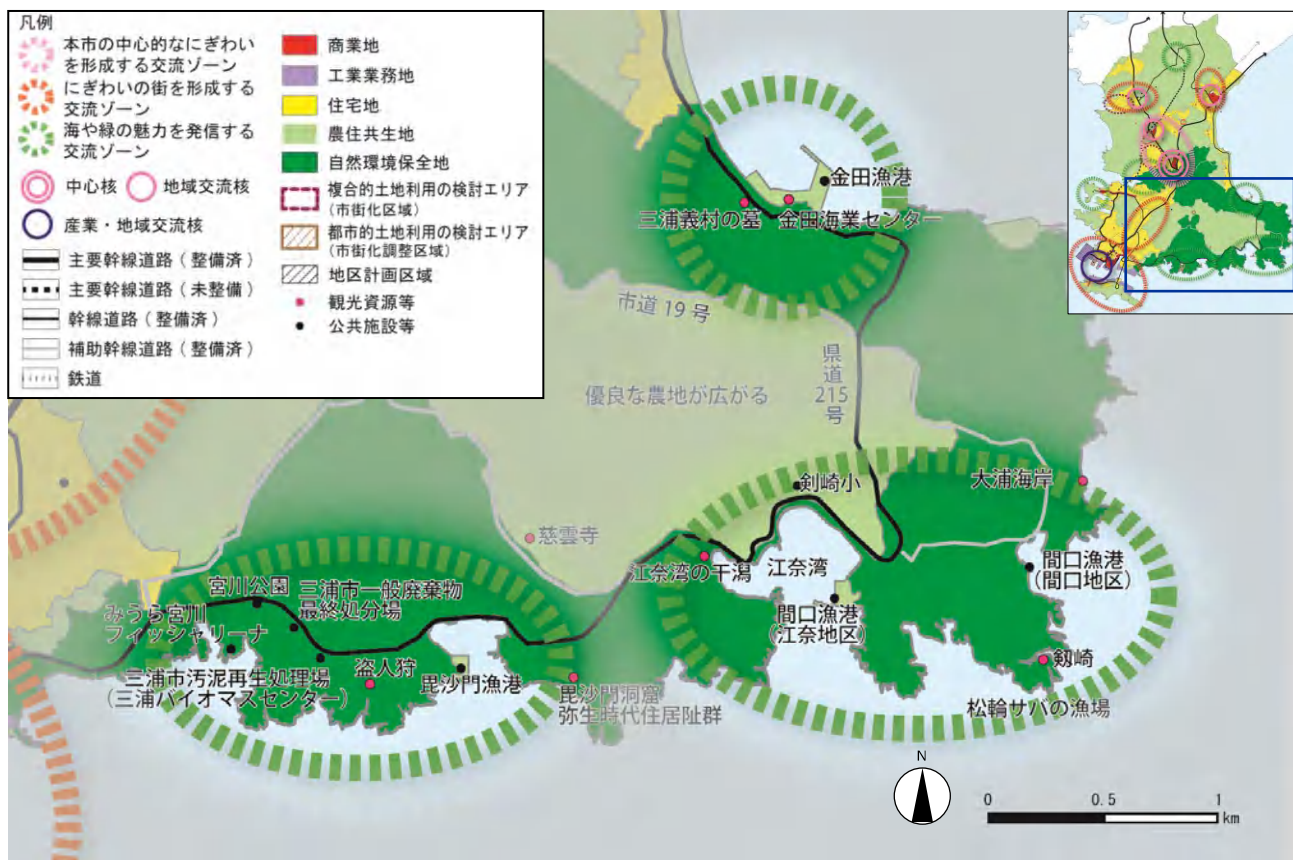 凡例
本市の中心的なにぎわい
を形成する交流ゾーン
にぎわいの街を形成する
交流ゾーン
海や緑の魅力を発信する
交流ゾーン
中心核
地域交流核
産業・地域交流核
主要幹線道路(整備済)
主要幹線道路(未整備)
幹線道路(整備済)
補助幹線道路(整備済)
鉄道
商業地
工業業務地
住宅地
農住共生地
自然環境保全地
複合的土地利用の検討エリア
(市街化区域)
都市的土地利用の検討エリア
(市街化調整区域)
地区計画区域
観光資源等
公共施設等
金田漁港
三浦義村の墓
金田海業センター
市道19号
県道
215
号
優良な農地が広がる
剣崎小
大浦海岸
慈雲寺
江奈湾の干潟
江奈湾
間口漁港
(間口地区)
間口漁港
(江奈地区)
宮川公園
三浦市一般廃棄物
最終処分場
みうら宮川
フィッシャリーナ
三浦市汚泥再生処理場
(三浦バイオマスセンター)
盗人狩
毘沙門漁港
毘沙門洞窟
弥生時代住居阯群
剱崎
松輪サバの漁場
N
0 0.5 1
km